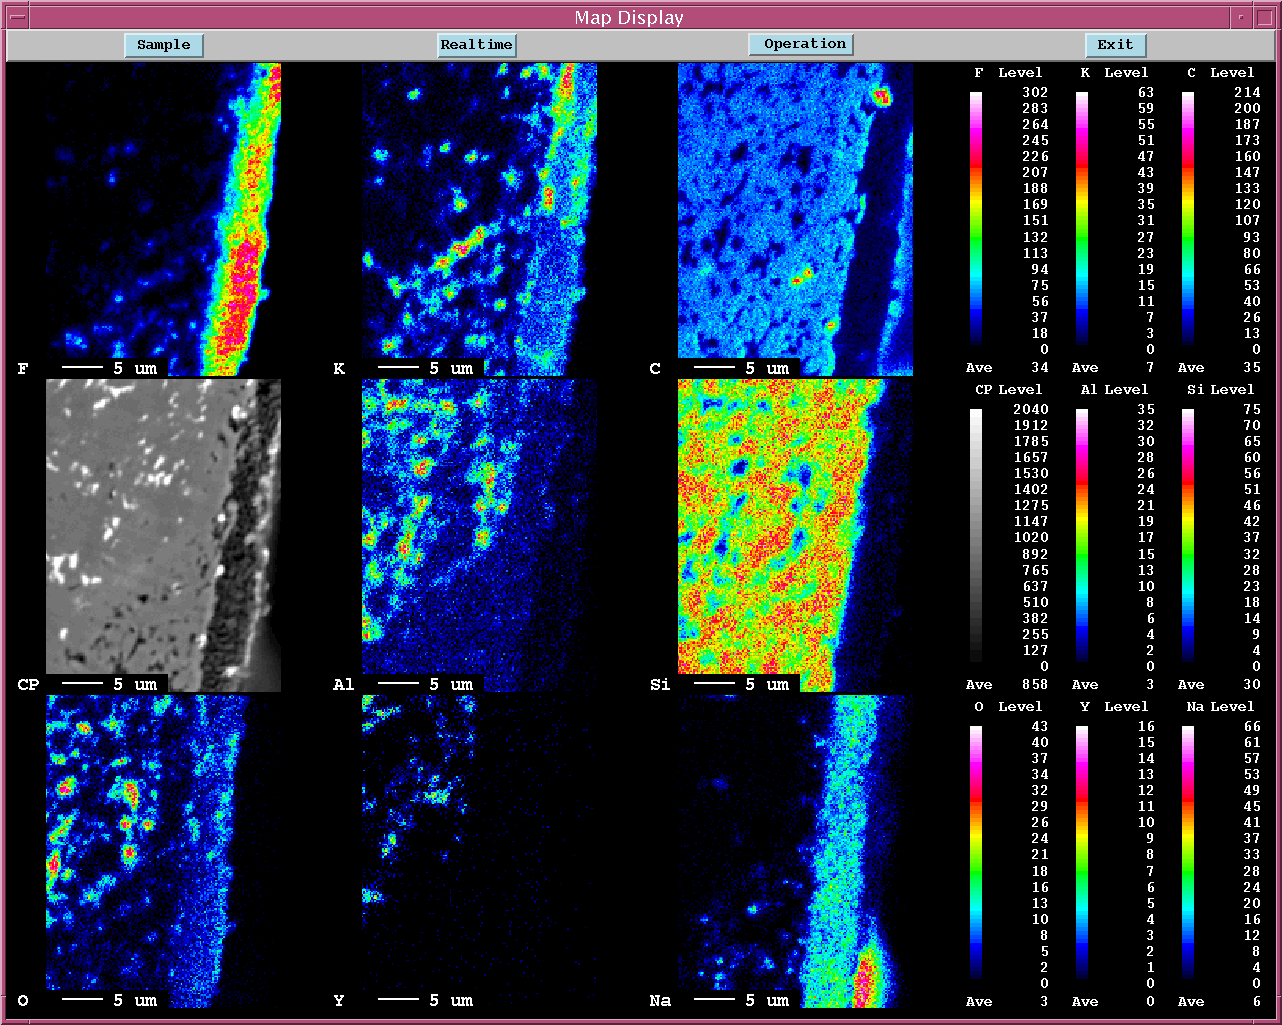 Map Display
Sample Realtime Operation Exit
F Level K Level C Level
302 63 214
283 59 200
264 55 187
245 51 173
226 47 160
207 43 147
188 39 133
169 35 120
151 31 107
132 27 93
113 23 80
94 19 66
75 15 53
56 11 40
37 7 26
18 3 13
0 0 0
F 5 um K 5 um C 5 um Ave 34 Ave 7 Ave 35
CP Level Al Level Si Level
2040 35 75
1912 32 70
1785 30 65
1657 28 60
1530 26 56
1402 24 51
1275 21 46
1147 19 42
1020 17 37
892 15 32
765 13 28
637 10 23
510 8 18
382 6 14
255 4 9
127 2 4
0 0 0
CP 5 um Al 5 um Si 5 um Ave 858 Ave 3 Ave 30
O Level Y Level Na Level
43 16 66
40 15 61
37 14 57
34 13 53
32 12 49
29 11 45
26 10 41
24 9 37
21 8 33
18 7 28
16 6 24
13 5 20
10 4 16
8 3 12
5 2 8
2 1 4
0 0 0
O 5 um Y 5 um Na 5 um Ave 3 Ave 0 Ave 6